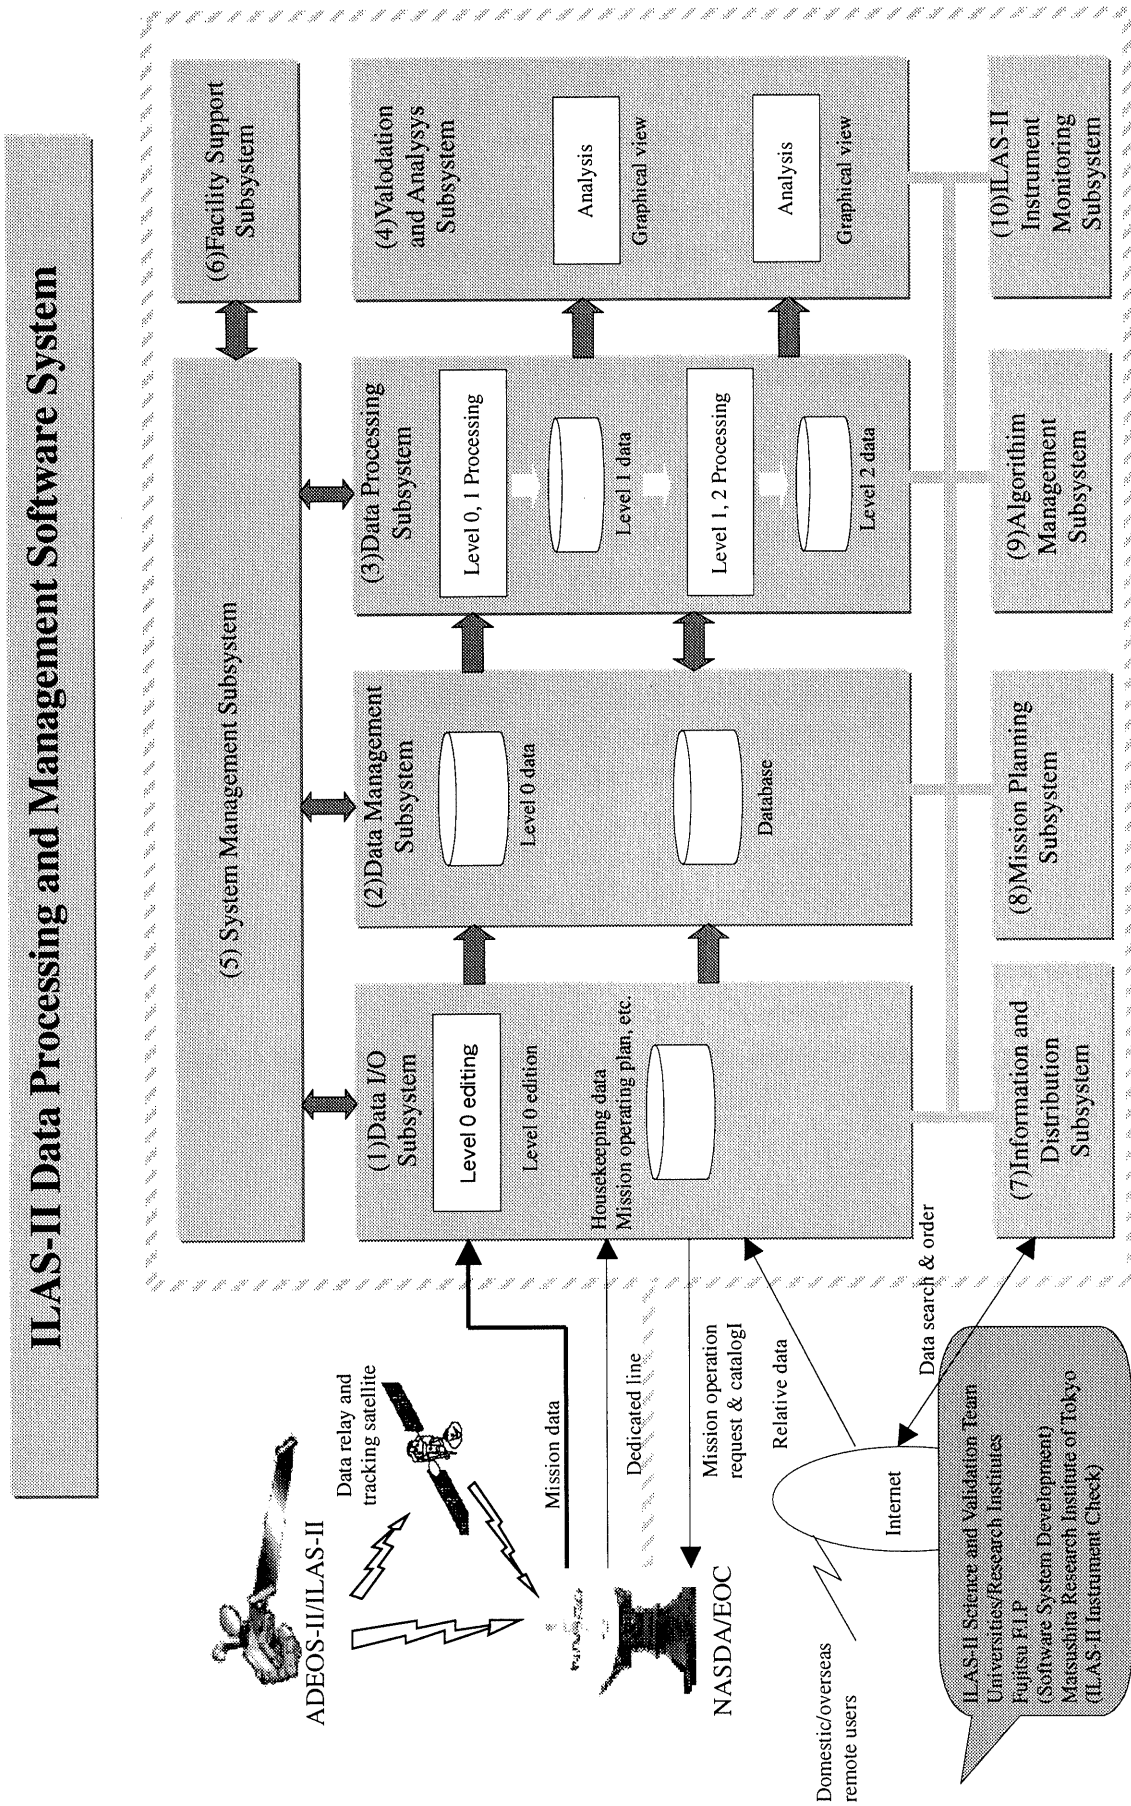 ILAS-II Data Processing and Management Software System
ADEOS-II/ILAS-II
Data relay and
tracking satellite
Mission data
Dedicated line
NASDA/EOC
Mission operation
request & catalogI
Relative data
Domestic/overseas
remote users
Internet
Data search & order
ILAS-II Science and Validation Team
Universities/Research Institutes
Fujitsu F.I.P
(Software System Development)
Matsushita Research Institute of Tokyo
(ILAS-II Instrument Check)
(5) System Management Subsystem
(6)Facility Support
Subsystem
(1)Data I/O
Subsystem
Level 0 editing
Level 0 edition
Housekeeping data
Mission operating plan, etc.
(2)Data Management
Subsystem
Level 0 data
Database
(3)Data Processing
Subsystem
Level 0, 1 Processing
Level 1 data
Level 1, 2 Processing
Level 2 data
(4)Valodation
and Analysys
Subsystem
Analysis
Graphical view
Analysis
Graphical view
(7)Information and
Distribution
Subsystem
(8)Mission Planning
Subsystem
(9)Algorithim
Management
Subsystem
(10)ILAS-II
Instrument
Monitoring
Subsystem